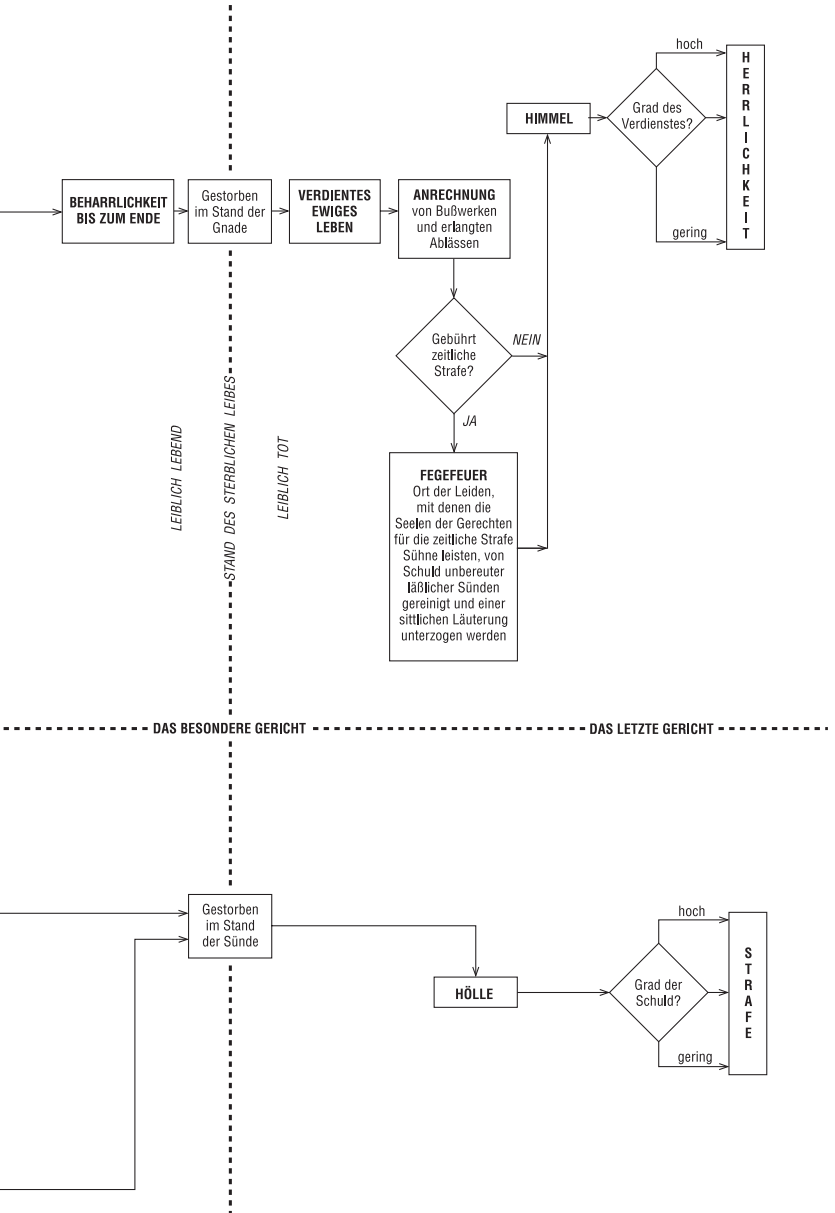 BEHARRLICHKEIT
BIS ZUM ENDE
Gestorben
im Stand der
Gnade
VERDIENTES
EWIGES
LEBEN
ANRECHNUNG
von Bußwerken
und erlangten
Ablässen
Gebührt
zeitliche
Strafe?
NEIN
JA
FEGEFEUER
Ort der Leiden,
mit denen die
Seelen der Gerechten
für die zeitliche Strafe
Sühne leisten, von
Schuld unbereuter
läßlicher Sünden
gereinigt und einer
sittlichen Läuterung
unterzogen werden
HIMMEL
Grad des
Verdienstes?
hoch
gering
HERRLICHKEIT
LEIBLICH LEBEND
STAND DES STERBLICHEN LEIBES
LEIBLICH TOT
DAS BESONDERE GERICHT
DAS LETZTE GERICHT
Gestorben
im Stand
der Sünde
HÖLLE
Grad der
Schuld?
hoch
gering
STRAFE